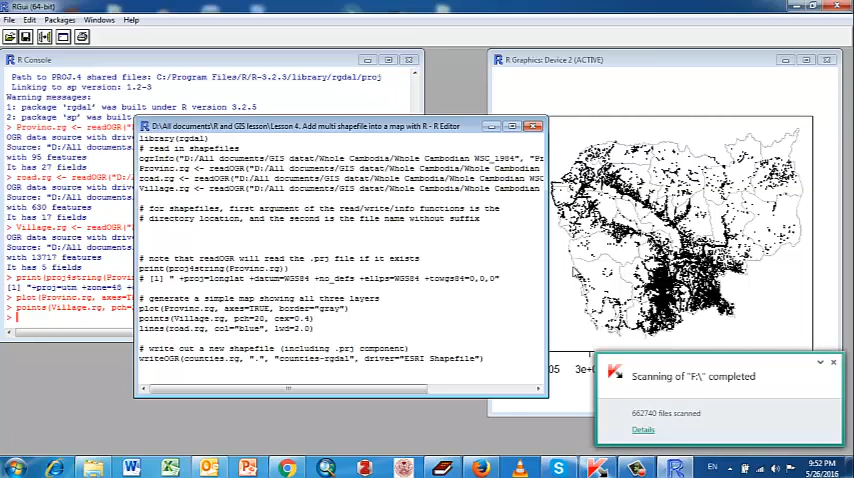 RGui (64-bit)
File Edit Packages Windows Help
R Console
Path to PROJ.4 shared files: C:/Program Files/R/R-3.2.3/library/rgdal/proj
Linking to sp version: 1.2-3
Warning messages:
1: package 'rgdal' was built under R version 3.2.5
2: package 'sp' was built
> Provinc.rg <- readOGR("D
OGR data source with drive
Source: "D:/All documents/
with 95 features
It has 27 fields
> road.rg <- readOGR("D:/
OGR data source with drive
Source: "D:/All documents/
with 630 features
It has 17 fields
> Village.rg <- readOGR("
OGR data source with drive
Source: "D:/All documents/
with 13717 features
It has 5 fields
> print(proj4string(Provinc
[1] "+proj=utm +zone=48 +
> plot(Provinc.rg, axes=T
> points(Village.rg, pch=
>
D:\All documents\R and GIS lesson\Lesson 4. Add multi shapefile into a map with R - R Editor
library(rgdal)
# read in shapefiles
ogrInfo("D:/All documents/GIS datat/Whole Cambodia/Whole Cambodian WSC_1984", "Pr
Provinc.rg <- readOGR("D:/All documents/GIS datat/Whole Cambodia/Whole Cambodian
road.rg <- readOGR("D:/All documents/GIS datat/Whole Cambodia/Whole Cambodian WSC
Village.rg <- readOGR("D:/All documents/GIS datat/Whole Cambodia/Whole Cambodian
# for shapefiles, first argument of the read/write/info functions is the
# directory location, and the second is the file name without suffix
# note that readOGR will read the .prj file if it exists
print(proj4string(Provinc.rg))
# [1] " +proj=longlat +datum=WGS84 +no_defs +ellps=WGS84 +towgs84=0,0,0"
# generate a simple map showing all three layers
plot(Provinc.rg, axes=TRUE, border="gray")
points(Village.rg, pch=20, cex=0.4)
lines(road.rg, col="blue", lwd=2.0)
# write out a new shapefile (including .prj component)
writeOGR(counties.rg, ".", "counties-rgdal", driver="ESRI Shapefile")
R Graphics: Device 2 (ACTIVE)
05 3e+0
Scanning of "F:\" completed
662740 files scanned
Details
EN
9:52 PM
5/26/2016